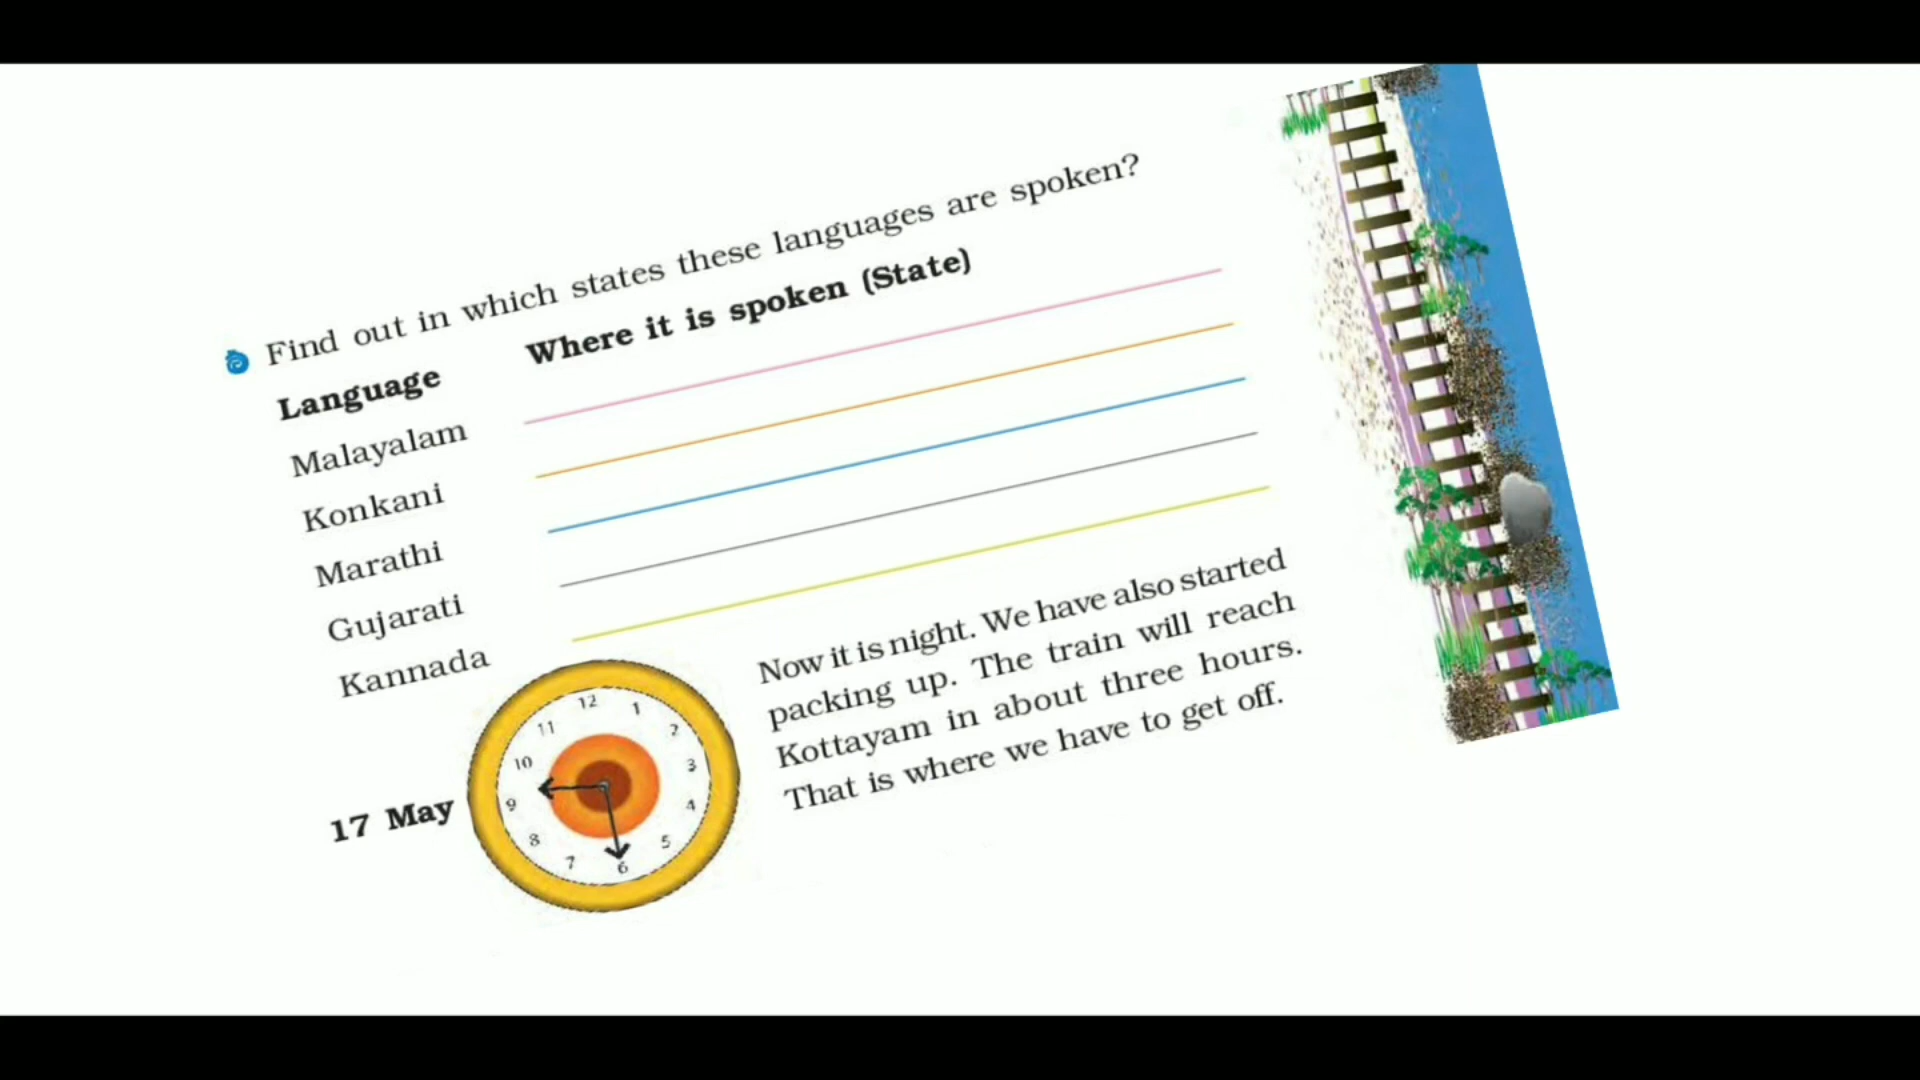 Find out in which states these languages are spoken?
Language Where it is spoken (State)
Malayalam
Konkani
Marathi
Gujarati
Kannada
17 May
12
1
2
3
4
5
6
7
8
9
10
11
Now it is night. We have also started
packing up. The train will reach
Kottayam in about three hours.
That is where we have to get off.